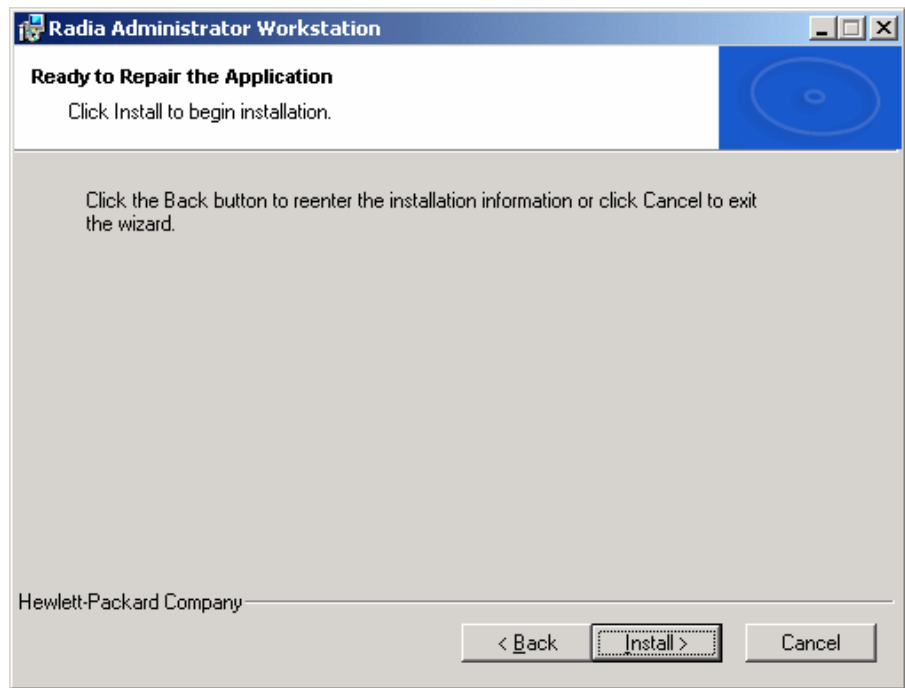 Radia Administrator Workstation
Ready to Repair the Application
Click Install to begin installation.
Click the Back button to reenter the installation information or click Cancel to exit
the wizard.
Hewlett-Packard Company
< Back Install > Cancel